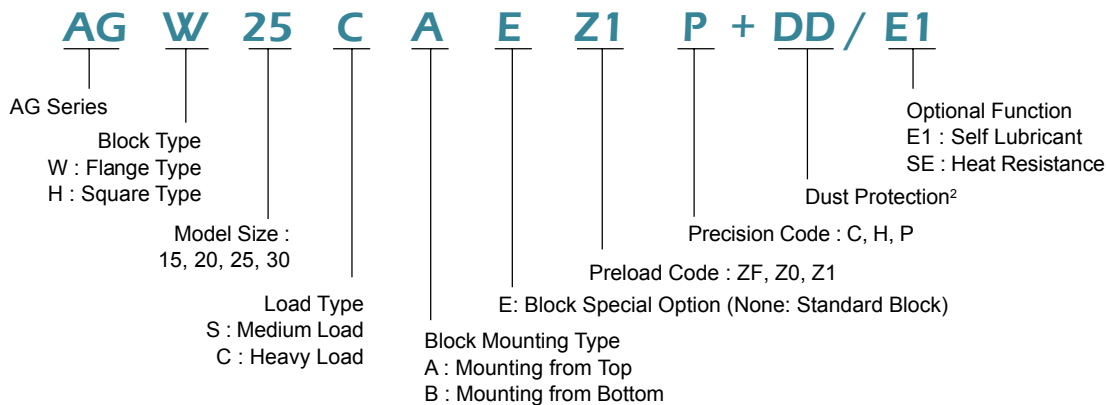 AG W 25 C A E Z1 P + DD / E1
AG Series
Block Type
W : Flange Type
H : Square Type
Model Size :
15, 20, 25, 30
Load Type
S : Medium Load
C : Heavy Load
Block Mounting Type
A : Mounting from Top
B : Mounting from Bottom
E: Block Special Option (None: Standard Block)
Preload Code : ZF, Z0, Z1
Precision Code : C, H, P
Dust Protection²
Optional Function
E1 : Self Lubricant
SE : Heat Resistance